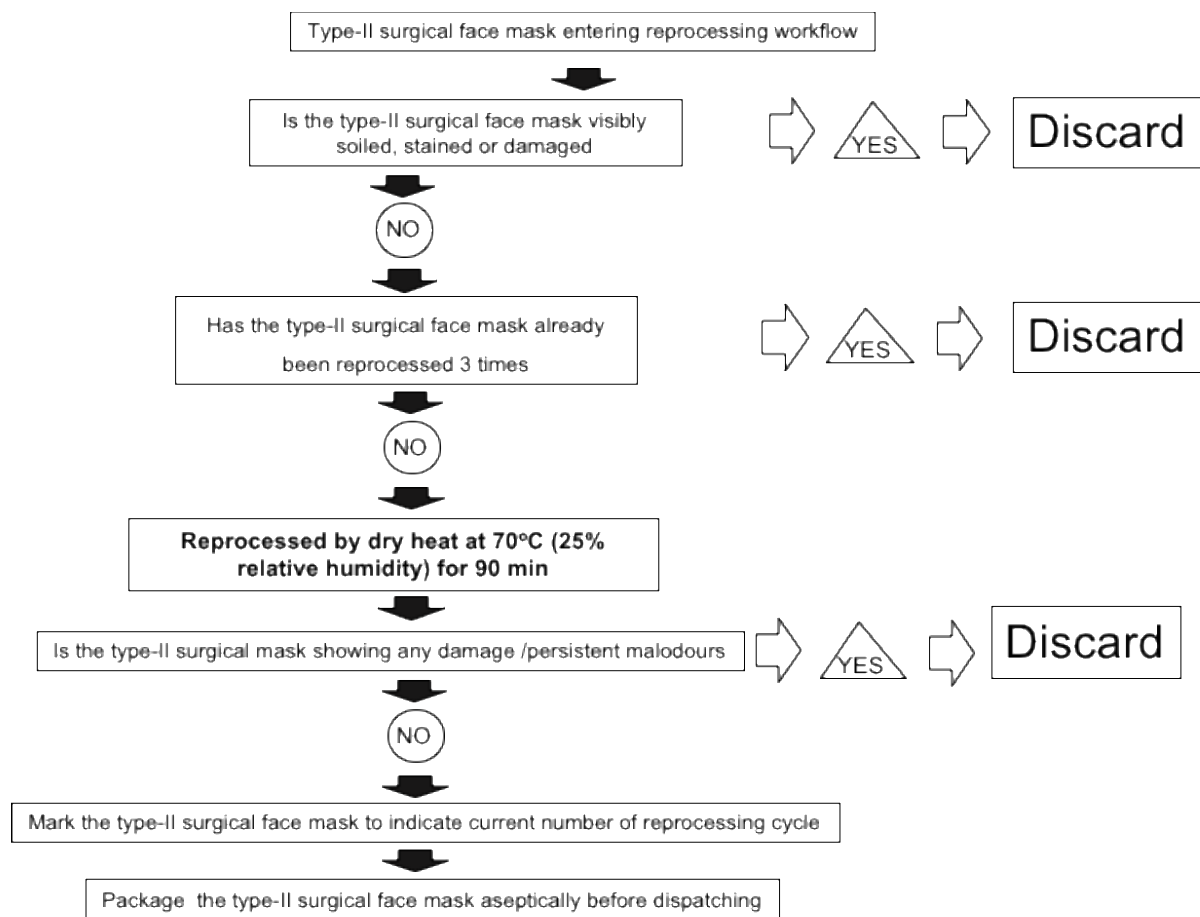 Type-II surgical face mask entering reprocessing workflow
Is the type-II surgical face mask visibly
soiled, stained or damaged
YES
Discard
NO
Has the type-II surgical face mask already
been reprocessed 3 times
YES
Discard
NO
Reprocessed by dry heat at 70°C (25%
relative humidity) for 90 min
Is the type-II surgical mask showing any damage /persistent malodours
YES
Discard
NO
Mark the type-II surgical face mask to indicate current number of reprocessing cycle
Package the type-II surgical face mask aseptically before dispatching